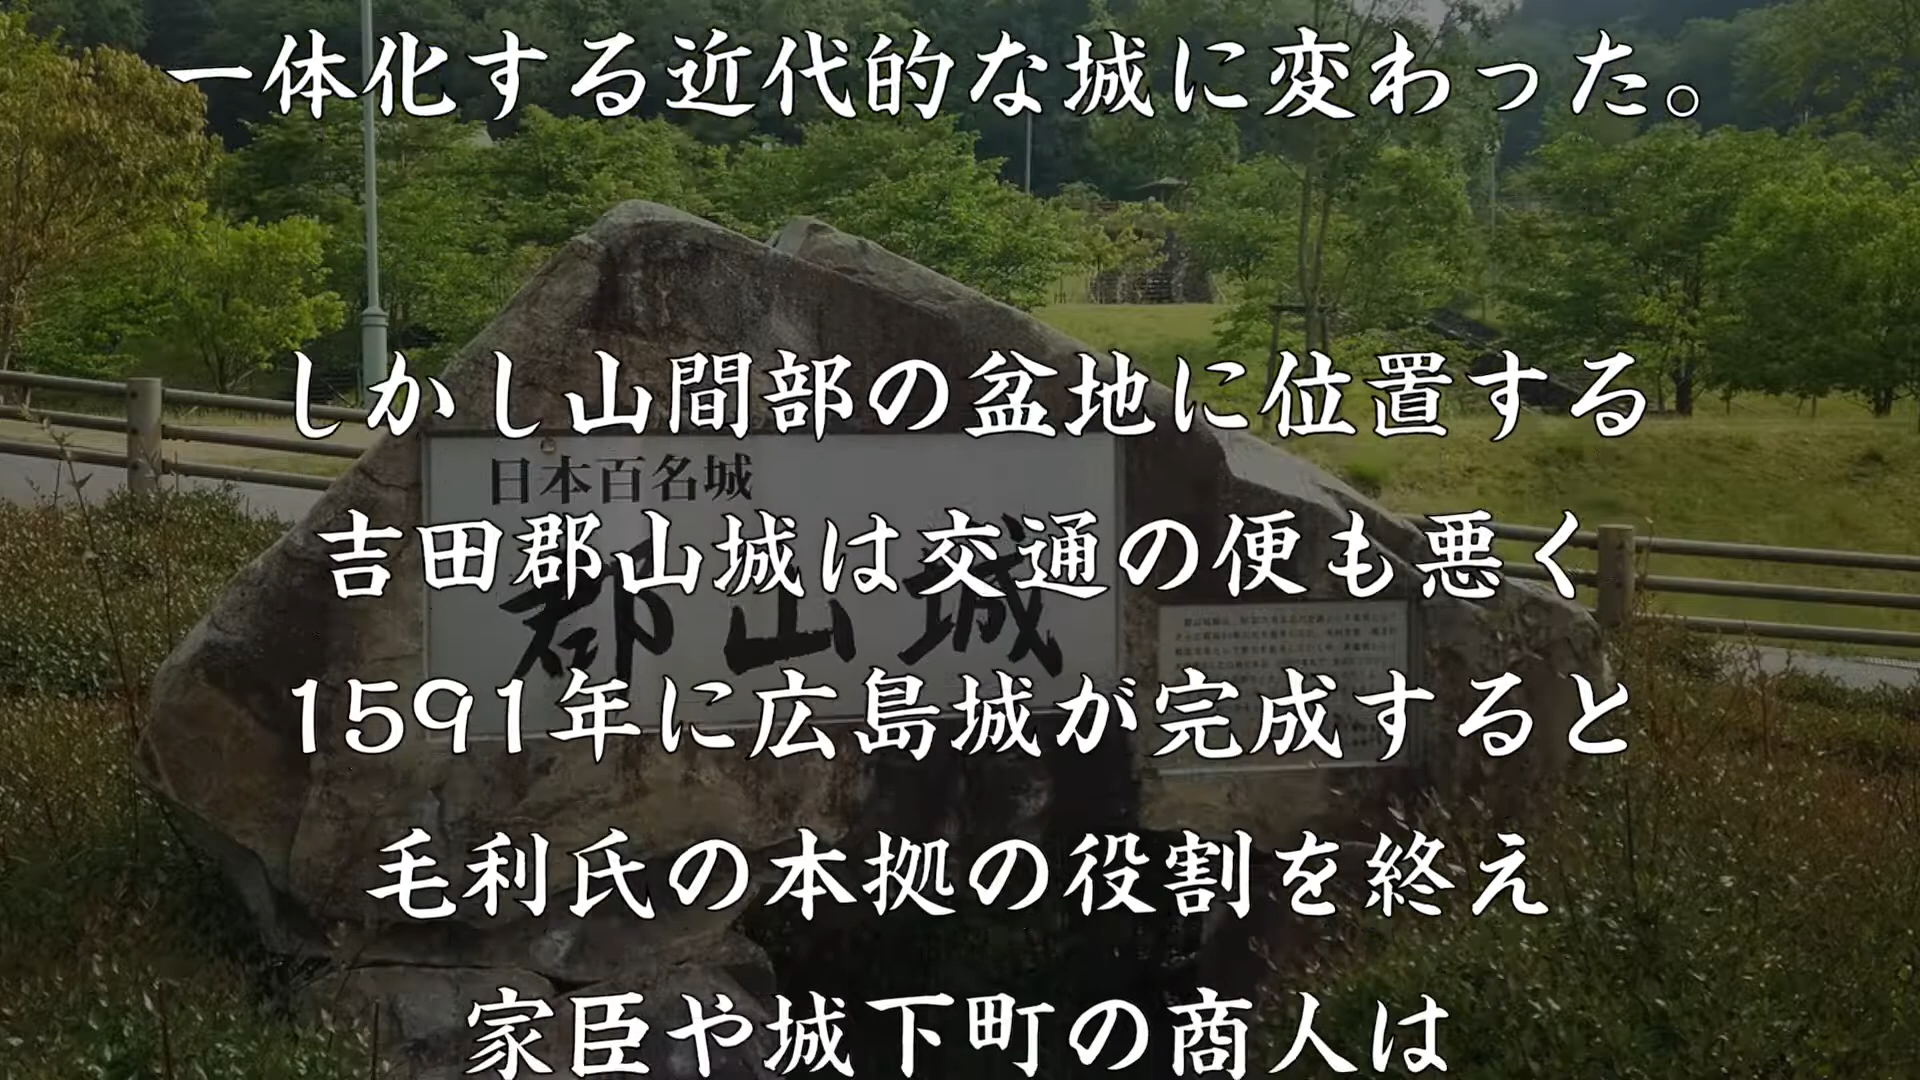 一体化する近代的な城に変わった。
しかし山間部の盆地に位置する
日本百名城
吉田郡山城は交通の便も悪く
郡山城
1591年に広島城が完成すると
毛利氏の本拠の役割を終え
家臣や城下町の商人は